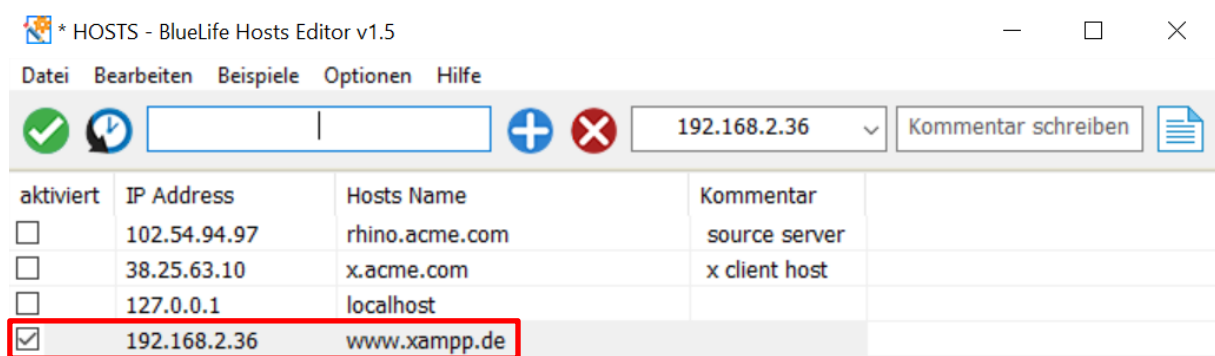 * HOSTS - BlueLife Hosts Editor v1.5
Datei Bearbeiten Beispiele Optionen Hilfe
192.168.2.36 Kommentar schreiben
aktiviert IP Address Hosts Name Kommentar
102.54.94.97 rhino.acme.com source server
38.25.63.10 x.acme.com x client host
127.0.0.1 localhost
192.168.2.36 www.xampp.de